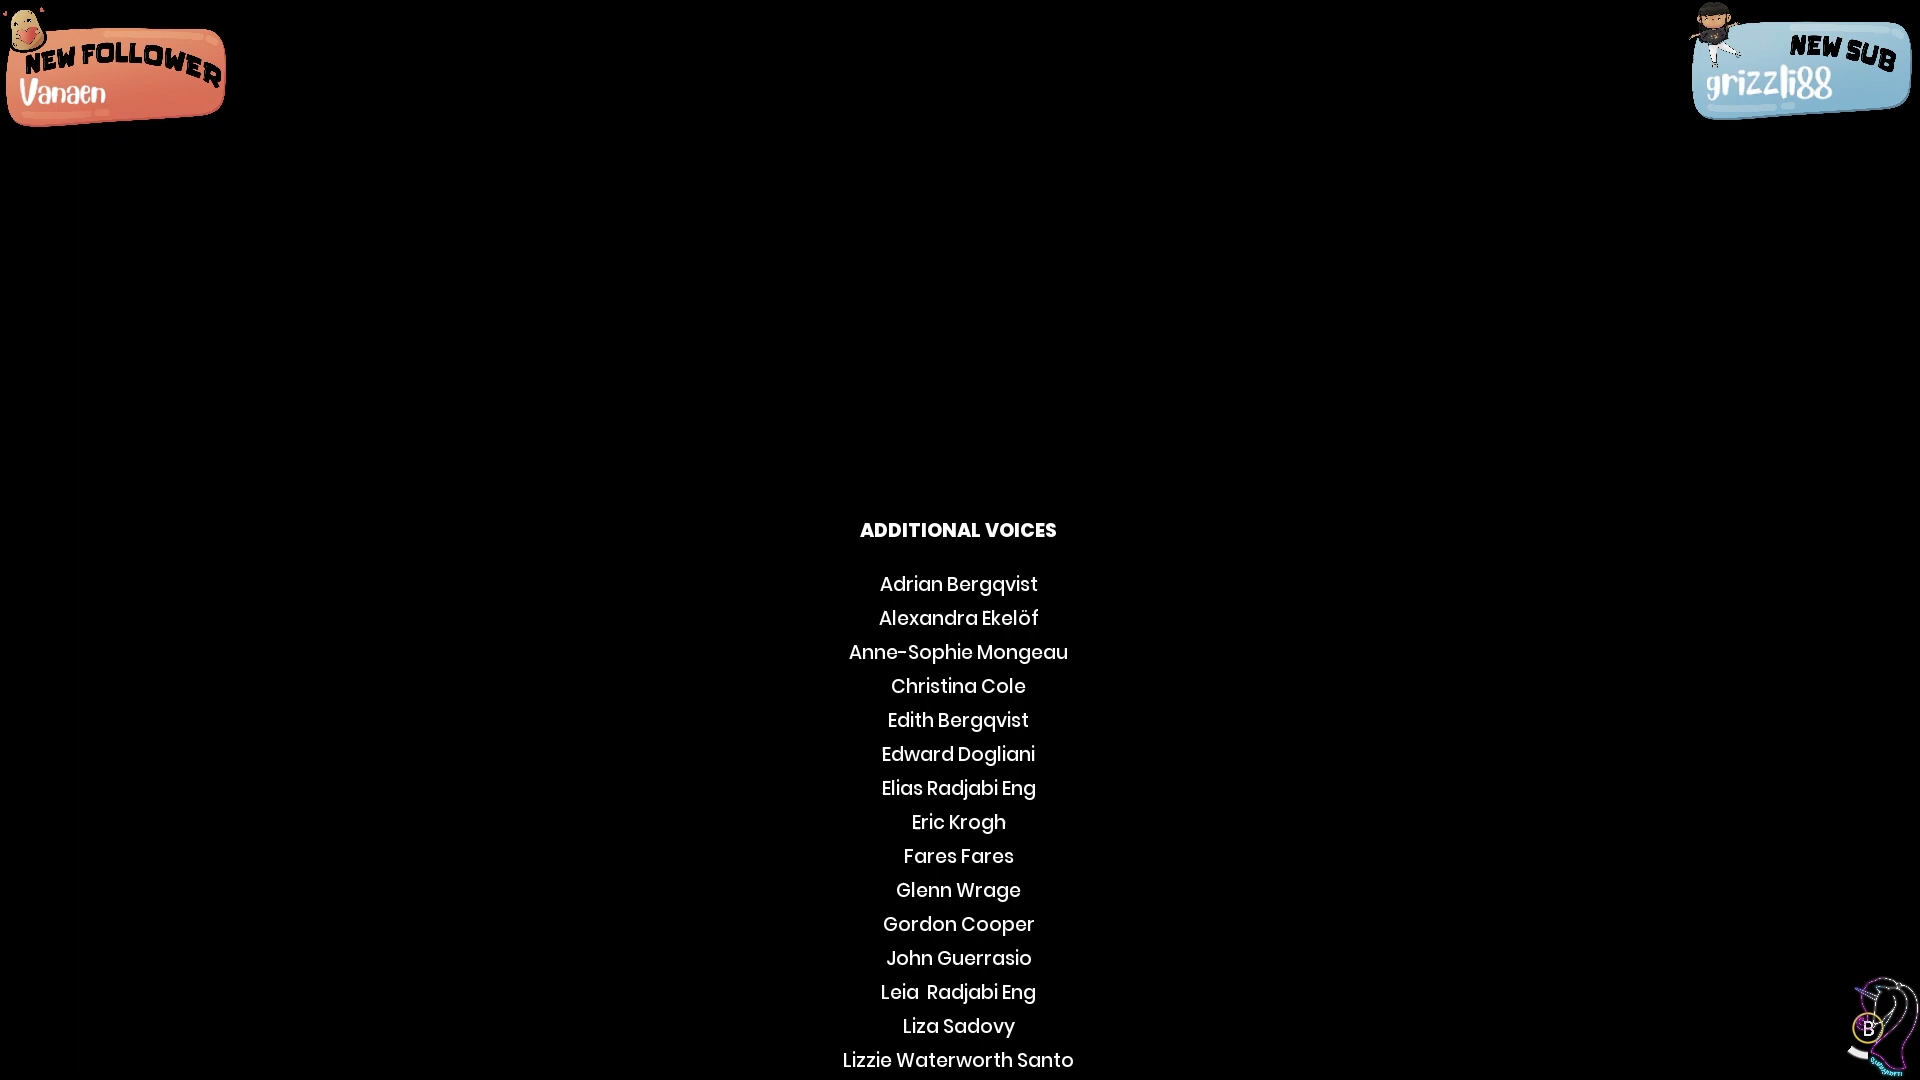 NEW FOLLOWER
Vanaen
NEW SUB
grizzli88
ADDITIONAL VOICES
Adrian Bergqvist
Alexandra Ekelöf
Anne-Sophie Mongeau
Christina Cole
Edith Bergqvist
Edward Dogliani
Elias Radjabi Eng
Eric Krogh
Fares Fares
Glenn Wrage
Gordon Cooper
John Guerrasio
Leia Radjabi Eng
Liza Sadovy
Lizzie Waterworth Santo
B